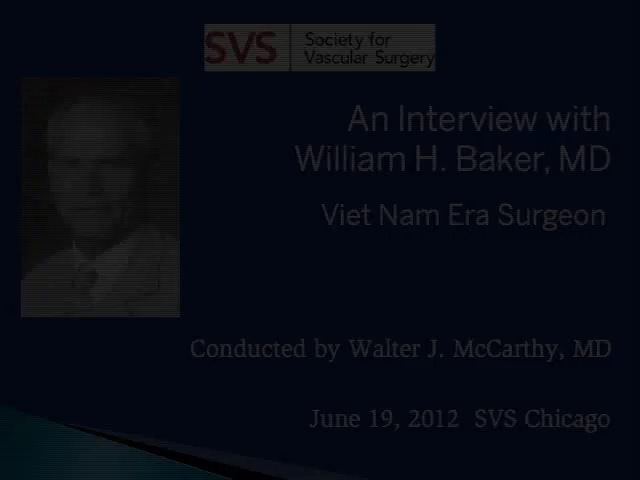 SVS
Society for
Vascular Surgery
An Interview with
William H. Baker, MD
Viet Nam Era Surgeon
Conducted by Walter J. McCarthy, MD
June 19, 2012 SVS Chicago